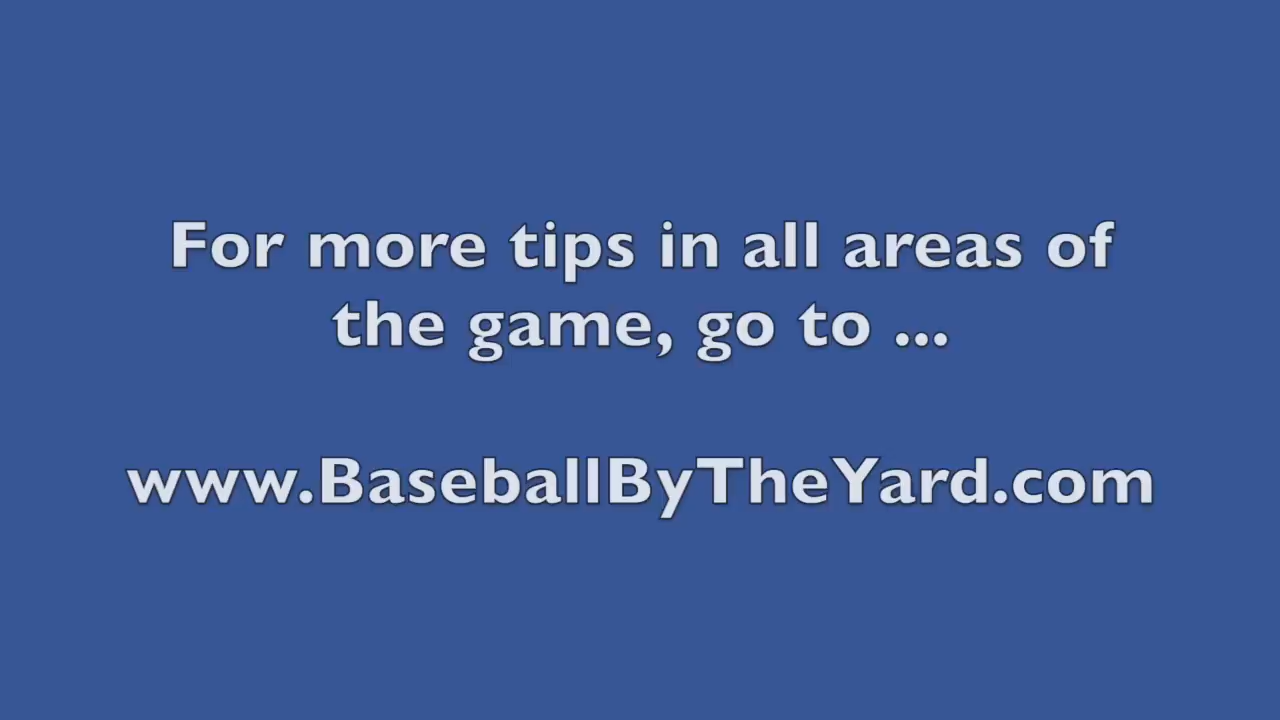 For more tips in all areas of
the game, go to ...
www.BaseballByTheYard.com